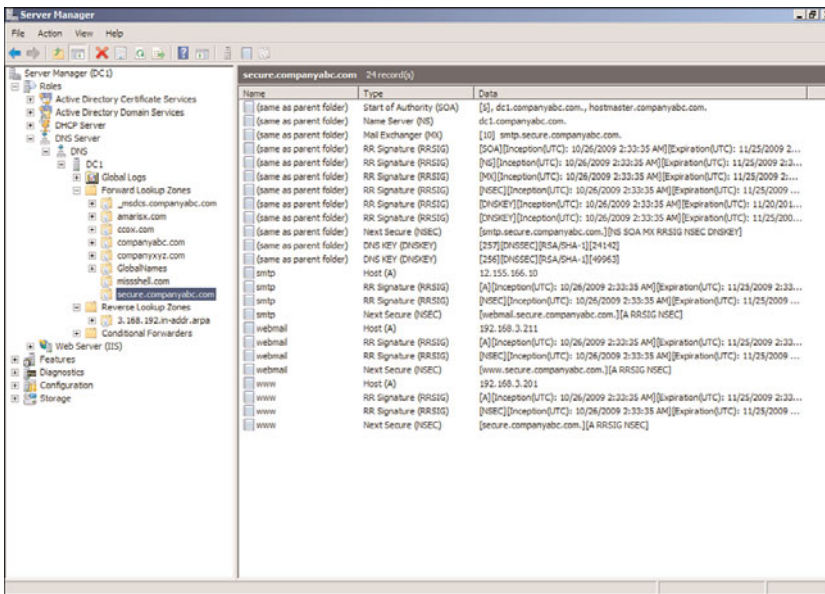 Server Manager
File Action View Help
Server Manager (DC1)
Roles
Active Directory Certificate Services
Active Directory Domain Services
DHCP Server
DNS Server
DNS
DC1
Global Logs
Forward Lookup Zones
_msdcs.companyabc.com
amarisx.com
ccox.com
companyabc.com
companyxyz.com
GlobalNames
missshell.com
secure.companyabc.com
Reverse Lookup Zones
3.168.192.in-addr.arpa
Conditional Forwarders
Web Server (IIS)
Features
Diagnostics
Configuration
Storage
secure.companyabc.com 24 record(s)
Name Type Data
(same as parent folder) Start of Authority (SOA) [5], dc1.companyabc.com., hostmaster.companyabc.com.
(same as parent folder) Name Server (NS) dc1.companyabc.com.
(same as parent folder) Mail Exchanger (MX) [10] smtp.secure.companyabc.com.
(same as parent folder) RR Signature (RRSIG) [SOA][Inception(UTC): 10/26/2009 2:33:35 AM][Expiration(UTC): 11/25/2009 2...
(same as parent folder) RR Signature (RRSIG) [NS][Inception(UTC): 10/26/2009 2:33:35 AM][Expiration(UTC): 11/25/2009 2:3...
(same as parent folder) RR Signature (RRSIG) [MX][Inception(UTC): 10/26/2009 2:33:35 AM][Expiration(UTC): 11/25/2009 2:...
(same as parent folder) RR Signature (RRSIG) [NSEC][Inception(UTC): 10/26/2009 2:33:35 AM][Expiration(UTC): 11/25/2009 ...
(same as parent folder) RR Signature (RRSIG) [DNSKEY][Inception(UTC): 10/26/2009 2:33:35 AM][Expiration(UTC): 11/20/201...
(same as parent folder) RR Signature (RRSIG) [DNSKEY][Inception(UTC): 10/26/2009 2:33:35 AM][Expiration(UTC): 11/25/200...
(same as parent folder) Next Secure (NSEC) [smtp.secure.companyabc.com.][NS SOA MX RRSIG NSEC DNSKEY]
(same as parent folder) DNS KEY (DNSKEY) [257][DNSSEC][RSA/SHA-1][24142]
(same as parent folder) DNS KEY (DNSKEY) [256][DNSSEC][RSA/SHA-1][49963]
smtp Host (A) 12.155.166.10
smtp RR Signature (RRSIG) [A][Inception(UTC): 10/26/2009 2:33:35 AM][Expiration(UTC): 11/25/2009 2:33...
smtp RR Signature (RRSIG) [NSEC][Inception(UTC): 10/26/2009 2:33:35 AM][Expiration(UTC): 11/25/2009 ...
smtp Next Secure (NSEC) [webmail.secure.companyabc.com.][A RRSIG NSEC]
webmail Host (A) 192.168.3.211
webmail RR Signature (RRSIG) [A][Inception(UTC): 10/26/2009 2:33:35 AM][Expiration(UTC): 11/25/2009 2:33...
webmail RR Signature (RRSIG) [NSEC][Inception(UTC): 10/26/2009 2:33:35 AM][Expiration(UTC): 11/25/2009 ...
webmail Next Secure (NSEC) [www.secure.companyabc.com.][A RRSIG NSEC]
www Host (A) 192.168.3.201
www RR Signature (RRSIG) [A][Inception(UTC): 10/26/2009 2:33:35 AM][Expiration(UTC): 11/25/2009 2:33...
www RR Signature (RRSIG) [NSEC][Inception(UTC): 10/26/2009 2:33:35 AM][Expiration(UTC): 11/25/2009 ...
www Next Secure (NSEC) [secure.companyabc.com.][A RRSIG NSEC]